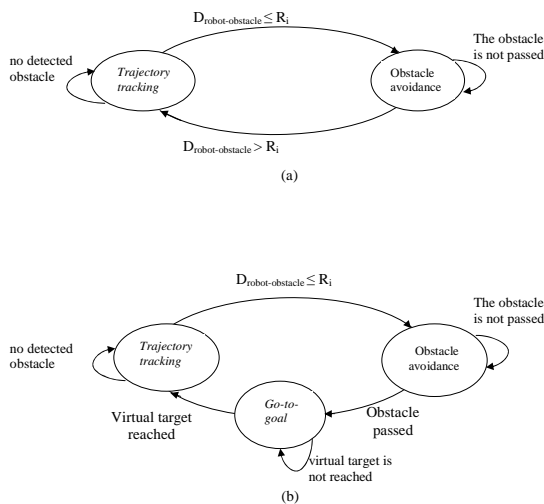 D_robot-obstacle ≤ R_i
no detected
obstacle
Trajectory
tracking
Obstacle
avoidance
The obstacle
is not passed
D_robot-obstacle > R_i
(a)
D_robot-obstacle ≤ R_i
no detected
obstacle
Trajectory
tracking
Obstacle
avoidance
The obstacle
is not passed
Virtual target
reached
Go-to-
goal
Obstacle
passed
virtual target is
not reached
(b)